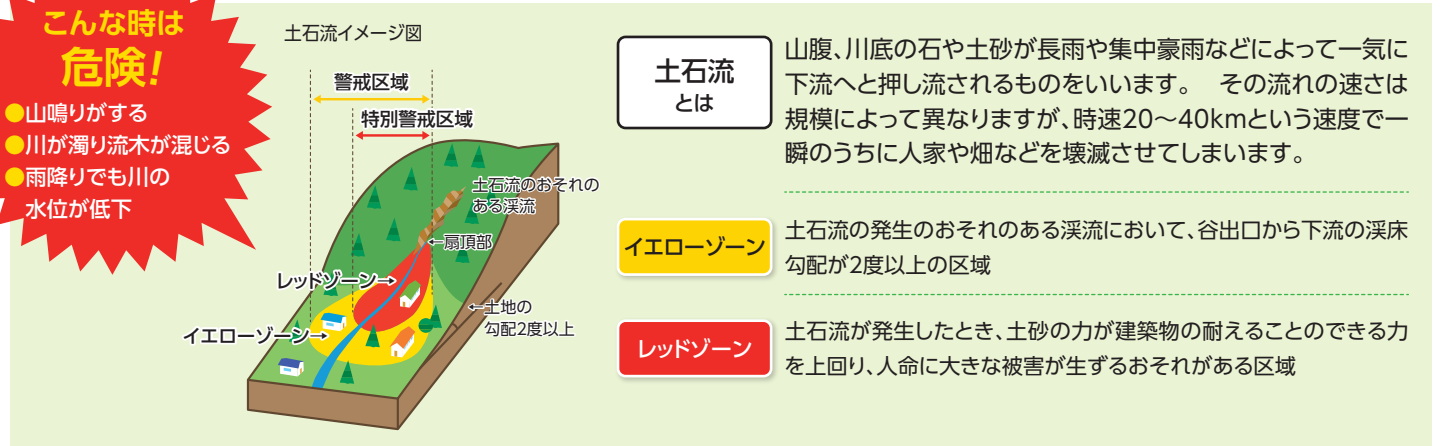 こんな時は
危険!
●山鳴りがする
●川が濁り流木が混じる
●雨降りでも川の
水位が低下
土石流イメージ図
警戒区域
特別警戒区域
土石流のおそれの
ある渓流
←扇頂部
レッドゾーン→
←土地の
勾配2度以上
イエローゾーン→
土石流
とは
山腹、川底の石や土砂が長雨や集中豪雨などによって一気に
下流へと押し流されるものをいいます。 その流れの速さは
規模によって異なりますが、時速20〜40kmという速度で一
瞬のうちに人家や畑などを壊滅させてしまいます。
イエローゾーン
土石流の発生のおそれのある渓流において、谷出口から下流の渓床
勾配が2度以上の区域
レッドゾーン
土石流が発生したとき、土砂の力が建築物の耐えることのできる力
を上回り、人命に大きな被害が生ずるおそれがある区域